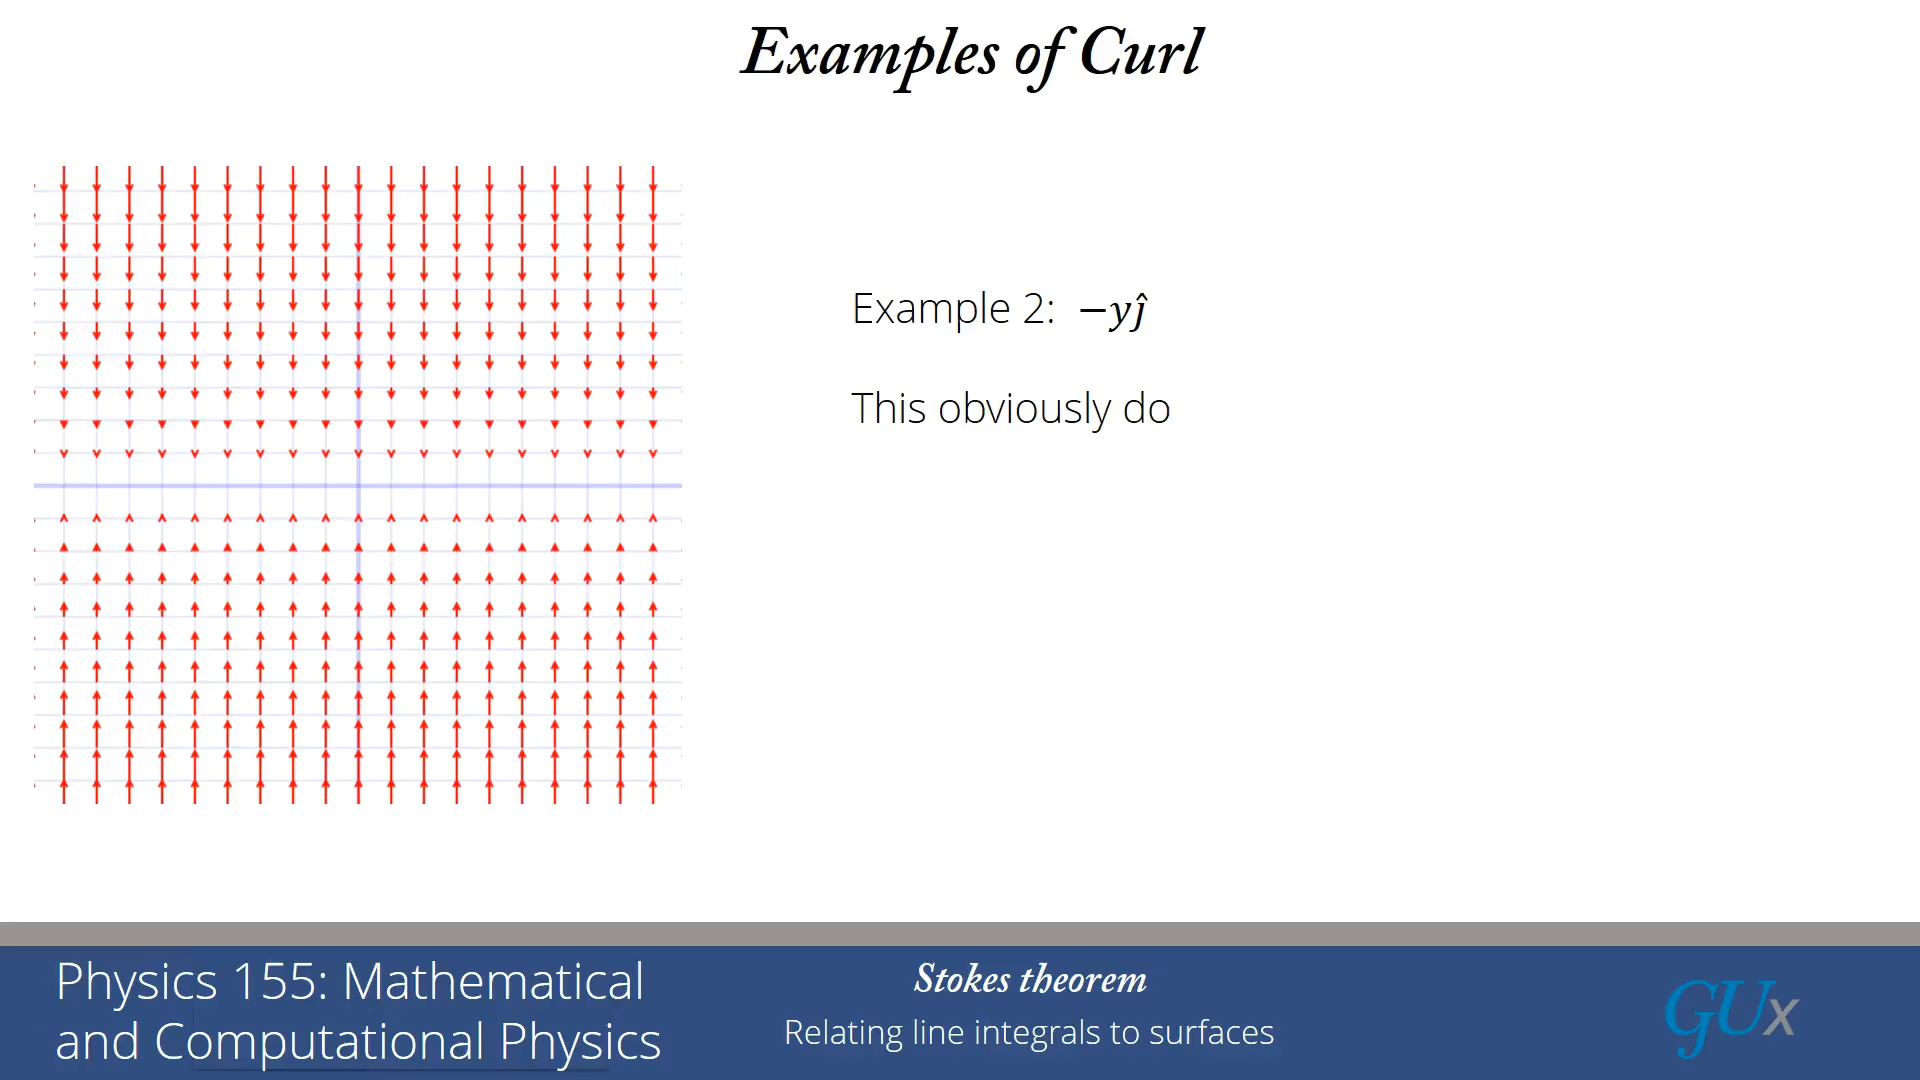 Examples of Curl
Example 2: −yĵ
This obviously do
Physics 155: Mathematical
and Computational Physics
Stokes theorem
Relating line integrals to surfaces
GUx